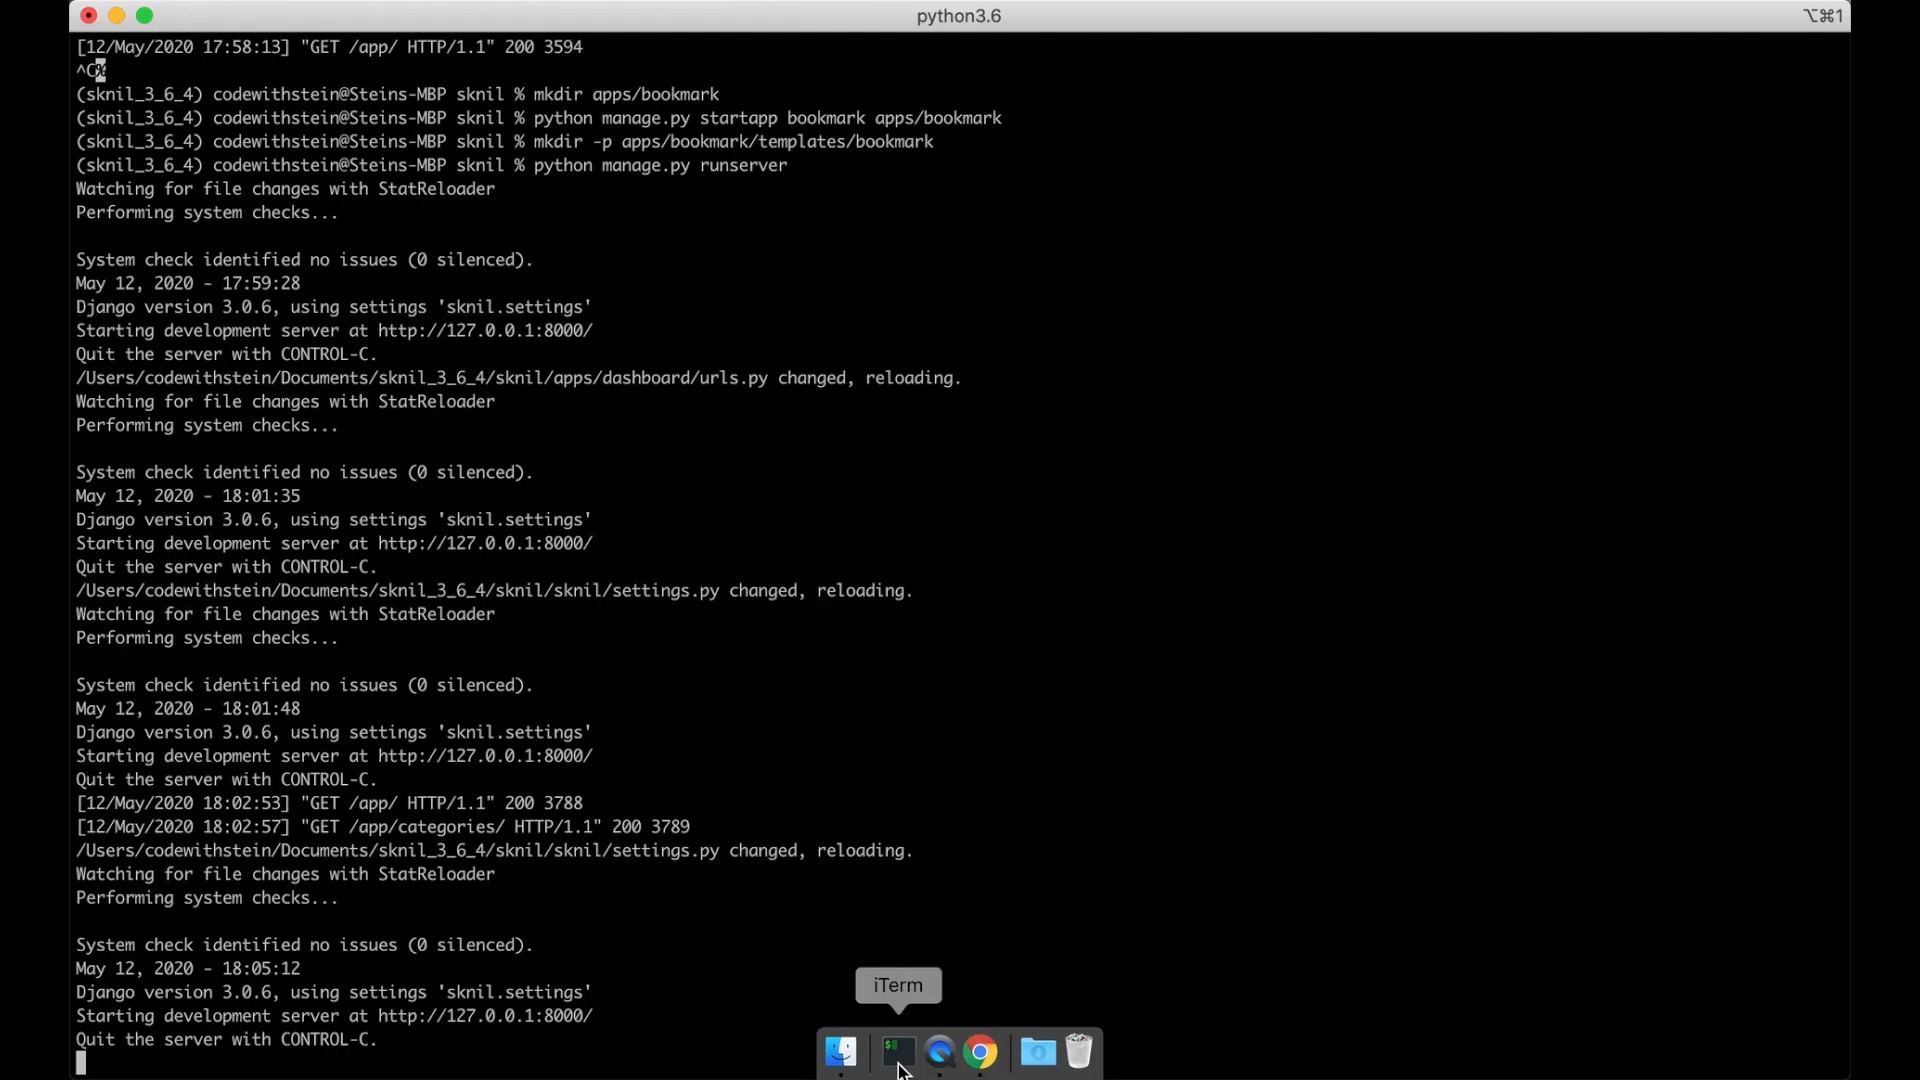 python3.6
⌥⌘1
[12/May/2020 17:58:13] "GET /app/ HTTP/1.1" 200 3594
^C%
(sknil_3_6_4) codewithstein@Steins-MBP sknil % mkdir apps/bookmark
(sknil_3_6_4) codewithstein@Steins-MBP sknil % python manage.py startapp bookmark apps/bookmark
(sknil_3_6_4) codewithstein@Steins-MBP sknil % mkdir -p apps/bookmark/templates/bookmark
(sknil_3_6_4) codewithstein@Steins-MBP sknil % python manage.py runserver
Watching for file changes with StatReloader
Performing system checks...
System check identified no issues (0 silenced).
May 12, 2020 - 17:59:28
Django version 3.0.6, using settings 'sknil.settings'
Starting development server at http://127.0.0.1:8000/
Quit the server with CONTROL-C.
/Users/codewithstein/Documents/sknil_3_6_4/sknil/apps/dashboard/urls.py changed, reloading.
Watching for file changes with StatReloader
Performing system checks...
System check identified no issues (0 silenced).
May 12, 2020 - 18:01:35
Django version 3.0.6, using settings 'sknil.settings'
Starting development server at http://127.0.0.1:8000/
Quit the server with CONTROL-C.
/Users/codewithstein/Documents/sknil_3_6_4/sknil/sknil/settings.py changed, reloading.
Watching for file changes with StatReloader
Performing system checks...
System check identified no issues (0 silenced).
May 12, 2020 - 18:01:48
Django version 3.0.6, using settings 'sknil.settings'
Starting development server at http://127.0.0.1:8000/
Quit the server with CONTROL-C.
[12/May/2020 18:02:53] "GET /app/ HTTP/1.1" 200 3788
[12/May/2020 18:02:57] "GET /app/categories/ HTTP/1.1" 200 3789
/Users/codewithstein/Documents/sknil_3_6_4/sknil/sknil/settings.py changed, reloading.
Watching for file changes with StatReloader
Performing system checks...
System check identified no issues (0 silenced).
May 12, 2020 - 18:05:12
Django version 3.0.6, using settings 'sknil.settings'
Starting development server at http://127.0.0.1:8000/
Quit the server with CONTROL-C.
iTerm